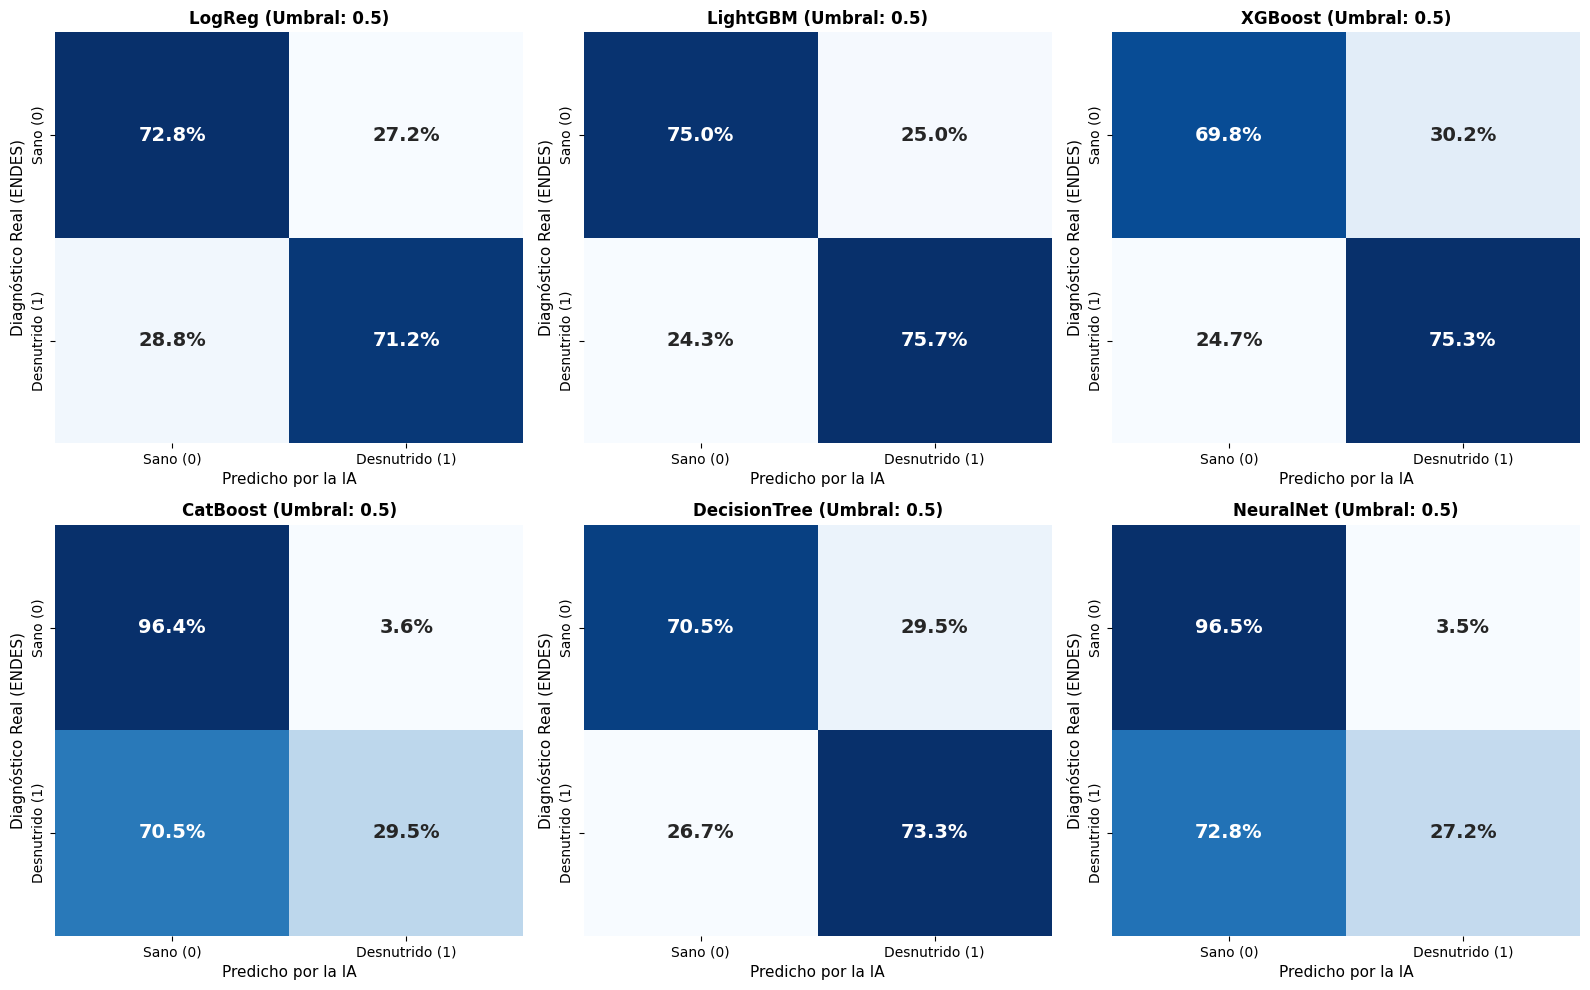 LogReg (Umbral: 0.5)
Diagnóstico Real (ENDES)
Sano (0)
Desnutrido (1)
72.8% 27.2%
28.8% 71.2%
Sano (0) Desnutrido (1)
Predicho por la IA
LightGBM (Umbral: 0.5)
Diagnóstico Real (ENDES)
Sano (0)
Desnutrido (1)
75.0% 25.0%
24.3% 75.7%
Sano (0) Desnutrido (1)
Predicho por la IA
XGBoost (Umbral: 0.5)
Diagnóstico Real (ENDES)
Sano (0)
Desnutrido (1)
69.8% 30.2%
24.7% 75.3%
Sano (0) Desnutrido (1)
Predicho por la IA
CatBoost (Umbral: 0.5)
Diagnóstico Real (ENDES)
Sano (0)
Desnutrido (1)
96.4% 3.6%
70.5% 29.5%
Sano (0) Desnutrido (1)
Predicho por la IA
DecisionTree (Umbral: 0.5)
Diagnóstico Real (ENDES)
Sano (0)
Desnutrido (1)
70.5% 29.5%
26.7% 73.3%
Sano (0) Desnutrido (1)
Predicho por la IA
NeuralNet (Umbral: 0.5)
Diagnóstico Real (ENDES)
Sano (0)
Desnutrido (1)
96.5% 3.5%
72.8% 27.2%
Sano (0) Desnutrido (1)
Predicho por la IA